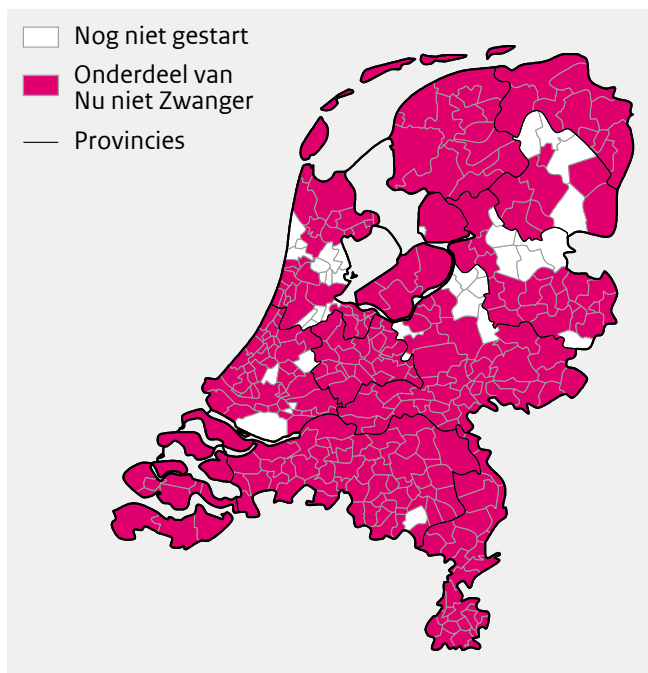 Nog niet gestart
Onderdeel van
Nu niet Zwanger
Provincies